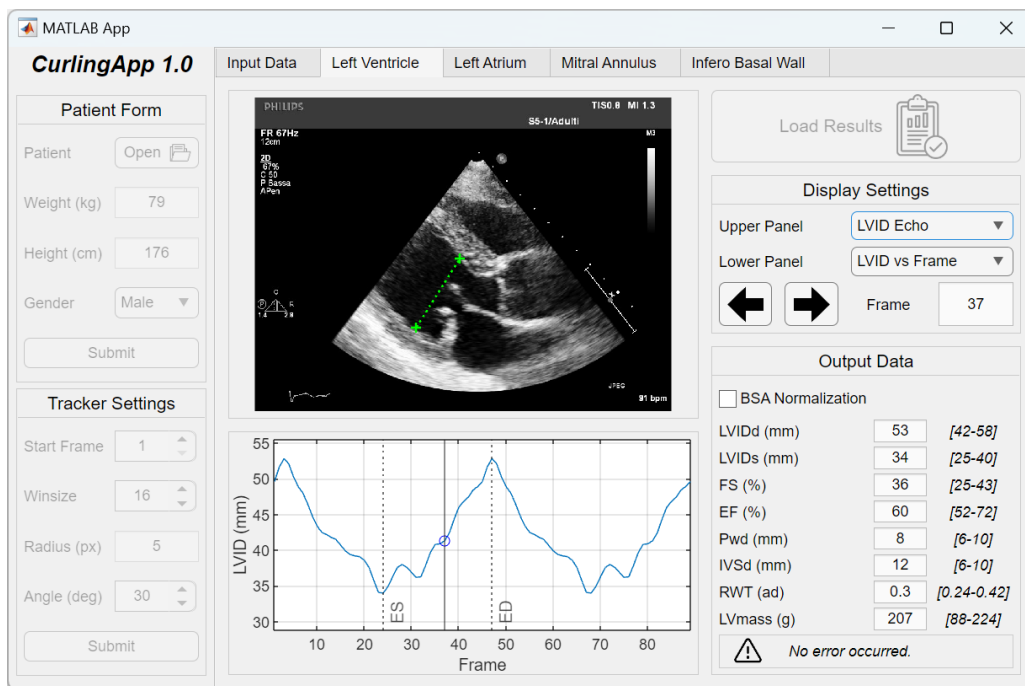 MATLAB App
CurlingApp 1.0
Patient Form
Patient
Open
Weight (kg)
79
Height (cm)
176
Gender
Male
Submit
Tracker Settings
Start Frame
1
Winsize
16
Radius (px)
5
Angle (deg)
30
Submit
Input Data
Left Ventricle
Left Atrium
Mitral Annulus
Infero Basal Wall
PHILIPS
TIS0.8 MI 1.3
S5-1/Adulti
FR 67Hz
12cm
M3
2D
67%
C 50
P Bassa
APen
JPEG
91 bpm
LVID (mm)
55
50
45
40
35
30
ES
ED
10 20 30 40 50 60 70 80
Frame
Load Results
Display Settings
Upper Panel
LVID Echo
Lower Panel
LVID vs Frame
Frame
37
Output Data
BSA Normalization
LVIDd (mm) 53 [42-58]
LVIDs (mm) 34 [25-40]
FS (%) 36 [25-43]
EF (%) 60 [52-72]
Pwd (mm) 8 [6-10]
IVSd (mm) 12 [6-10]
RWT (ad) 0.3 [0.24-0.42]
LVmass (g) 207 [88-224]
No error occurred.